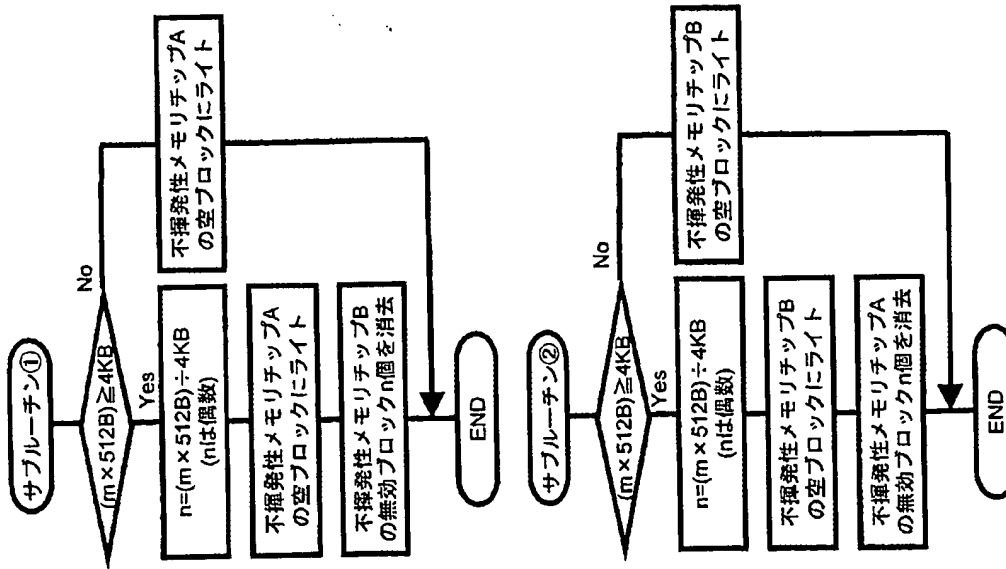 サブルーチン①
(m×512B)≧4KB
No
Yes
n=(m×512B)÷4KB
(nは偶数)
不揮発性メモリチップA
の空ブロックにライト
不揮発性メモリチップA
の空ブロックにライト
不揮発性メモリチップB
の無効ブロックn個を消去
END
サブルーチン②
(m×512B)≧4KB
No
Yes
n=(m×512B)÷4KB
(nは偶数)
不揮発性メモリチップB
の空ブロックにライト
不揮発性メモリチップB
の空ブロックにライト
不揮発性メモリチップA
の無効ブロックn個を消去
END